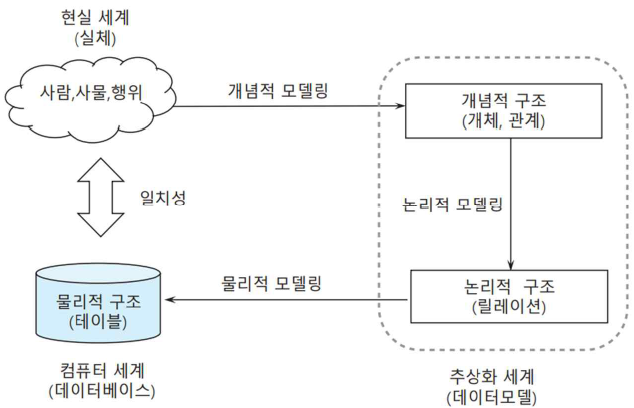 현실 세계
(실체)
사람,사물,행위
개념적 모델링
개념적 구조
(개체, 관계)
일치성
논리적 모델링
물리적 구조
(테이블)
물리적 모델링
논리적 구조
(릴레이션)
컴퓨터 세계
(데이터베이스)
추상화 세계
(데이터모델)